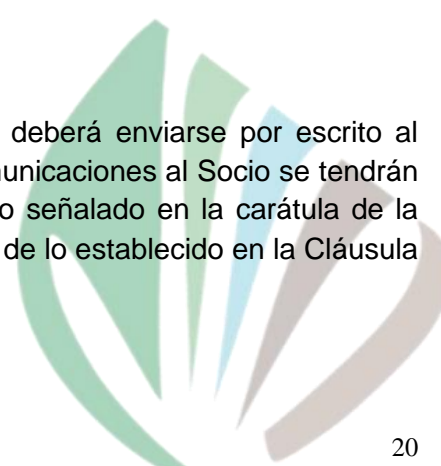 deberá enviarse por escrito al
municaciones al Socio se tendrán
o señalado en la carátula de la
de lo establecido en la Cláusula
20